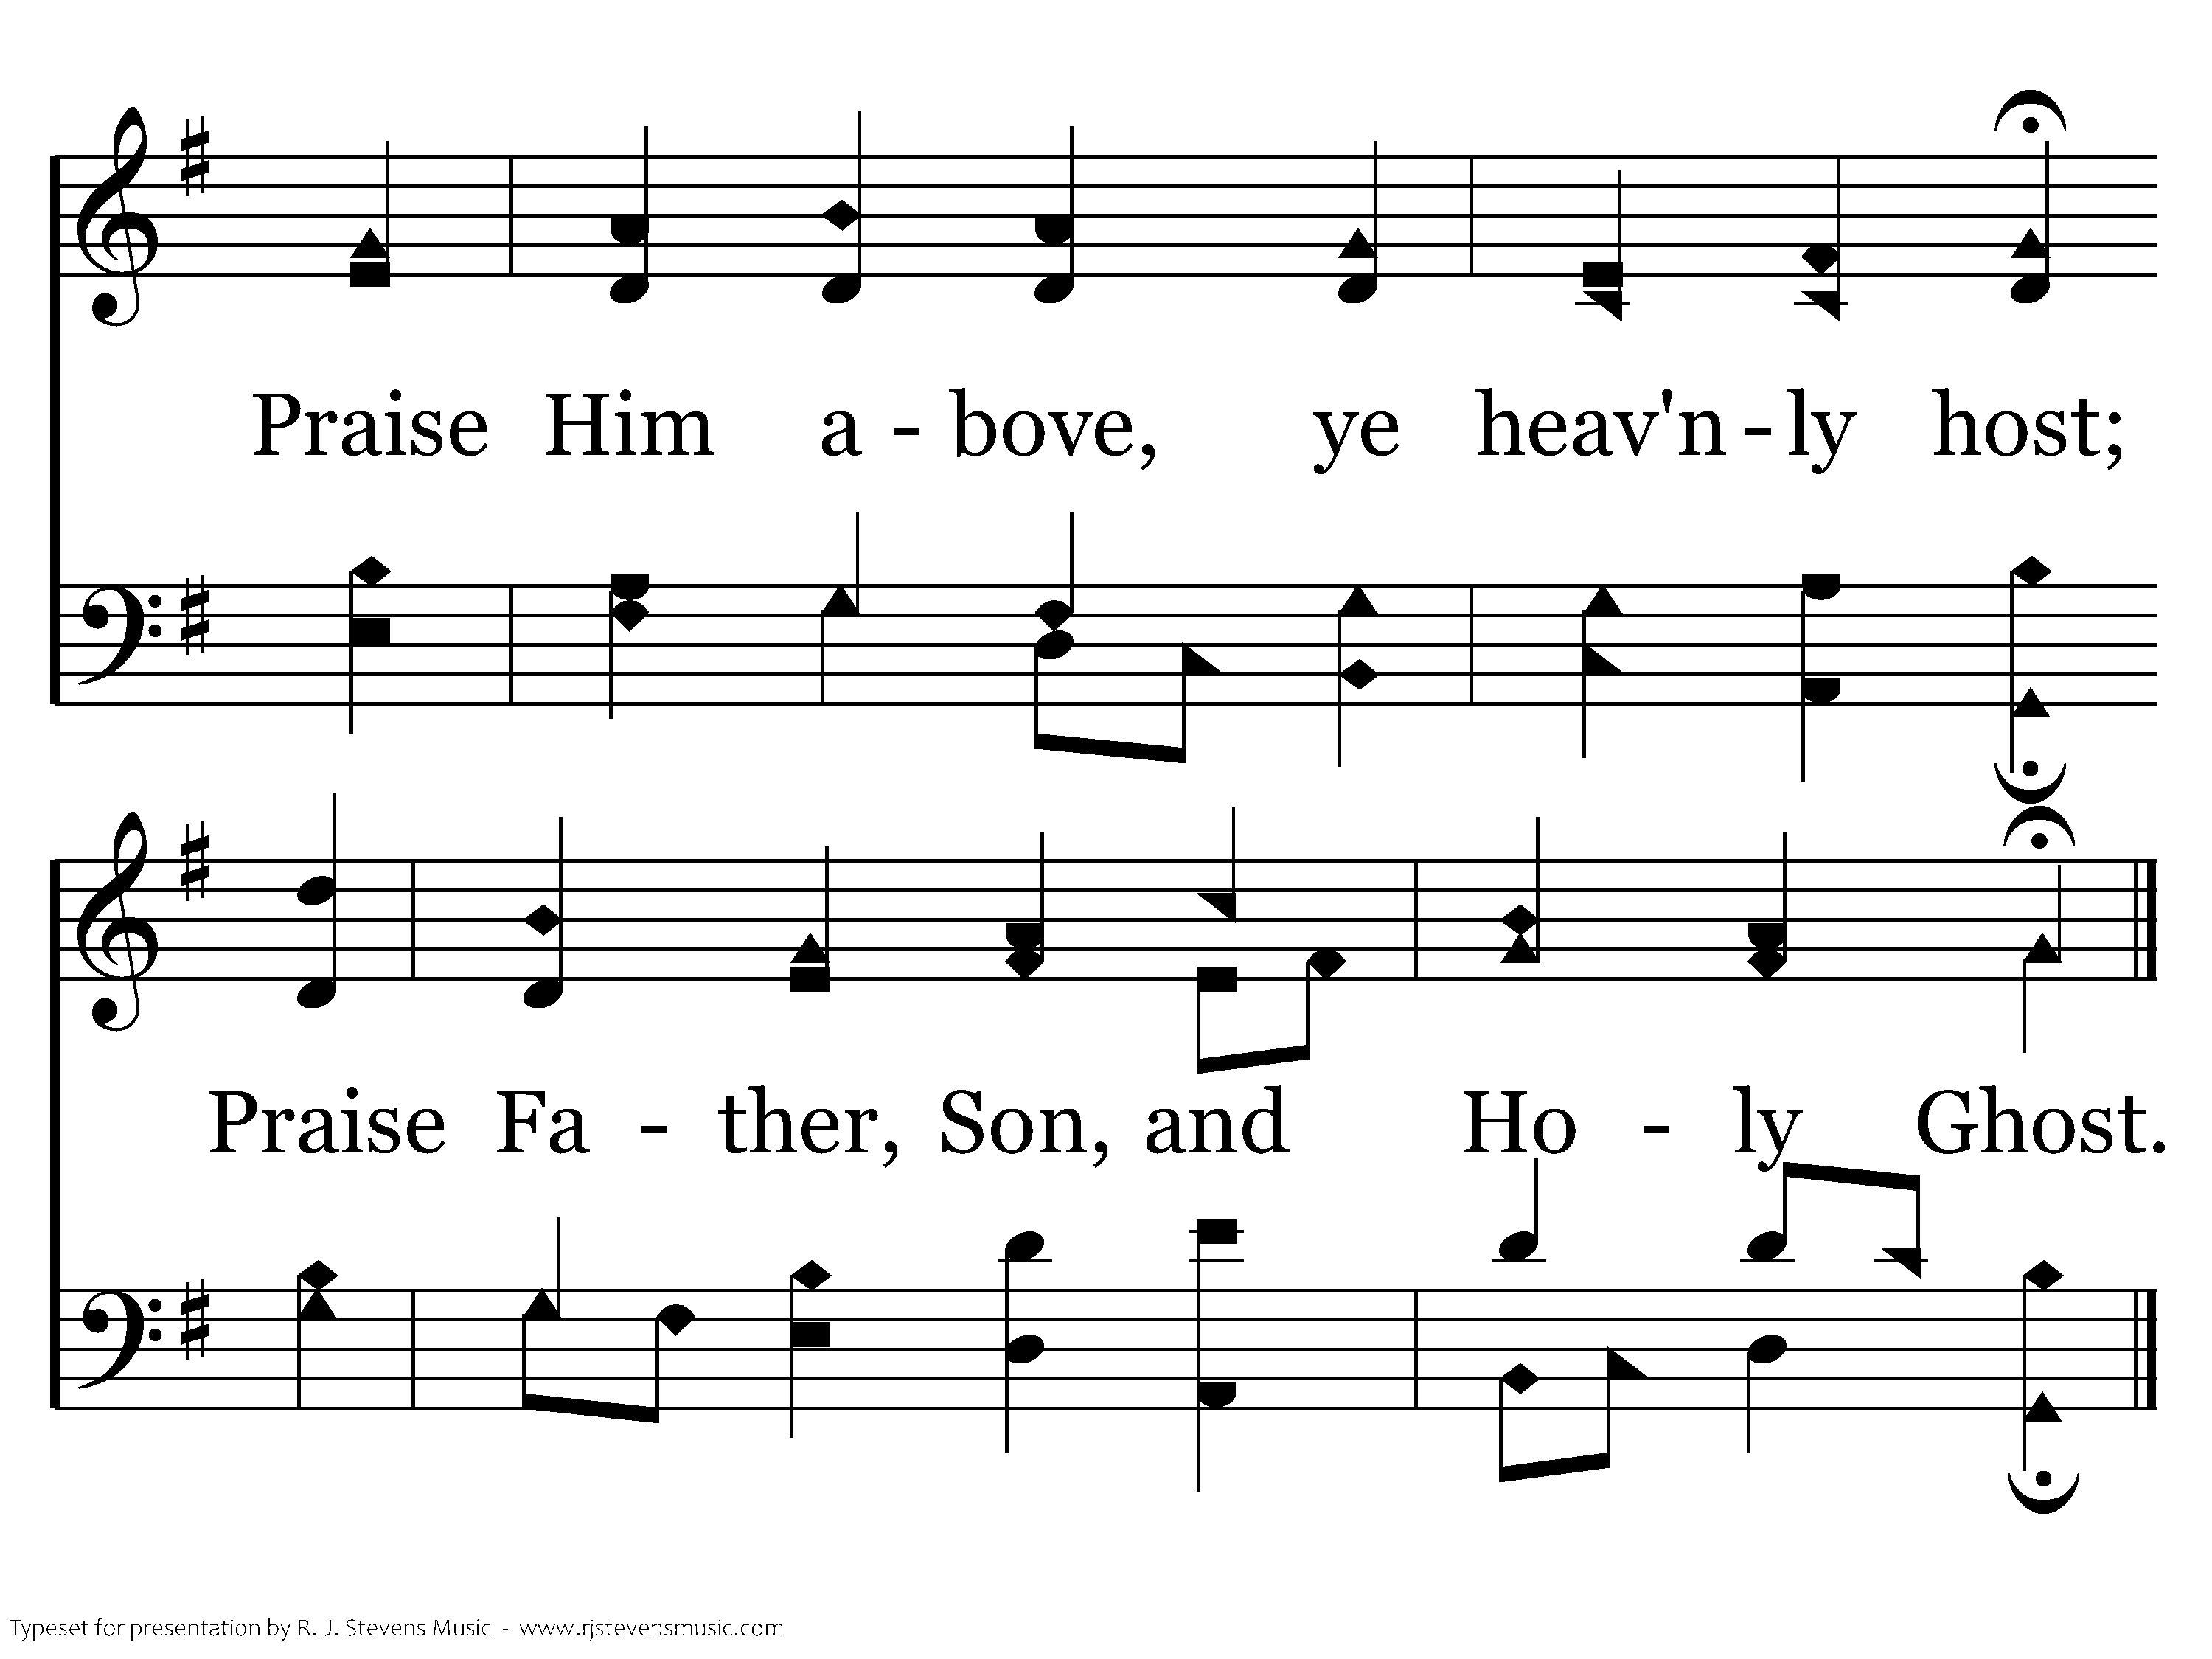 Praise Him a - bove, ye heav'n - ly host;
Praise Fa - ther, Son, and Ho - ly Ghost.
Typeset for presentation by R. J. Stevens Music - www.rjstevensmusic.com